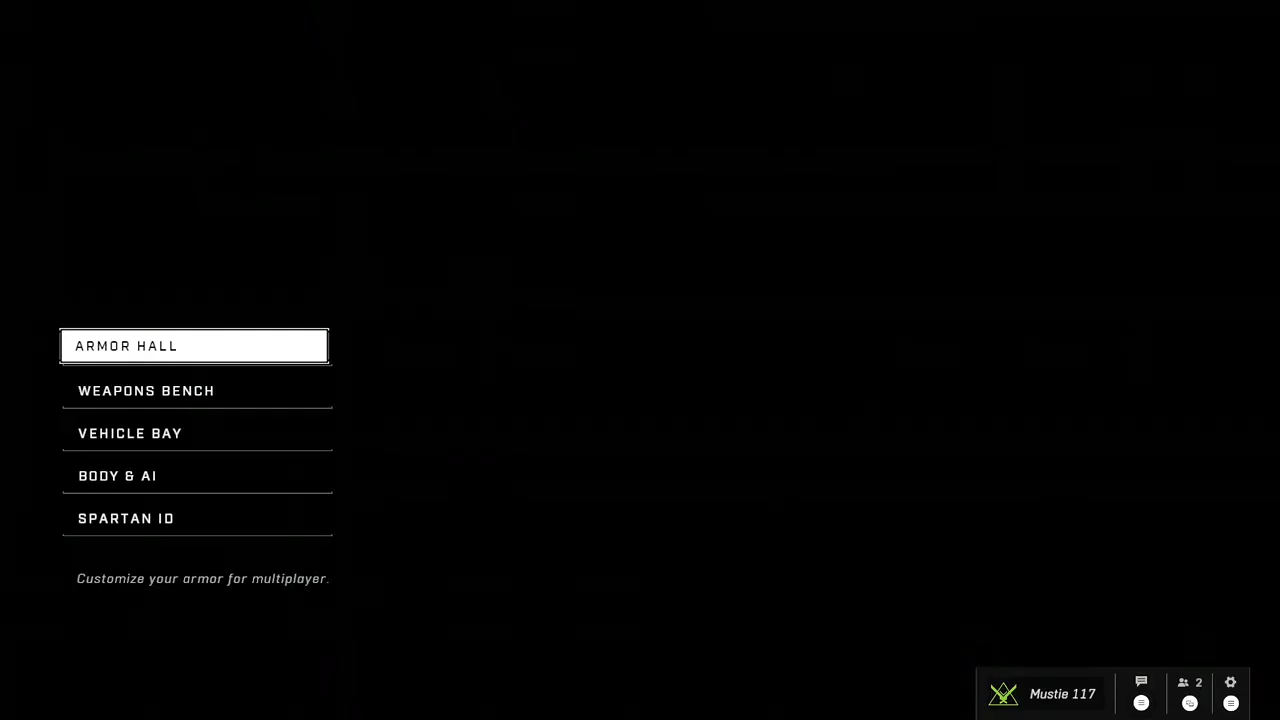 ARMOR HALL
WEAPONS BENCH
VEHICLE BAY
BODY & AI
SPARTAN ID
Customize your armor for multiplayer.
2
Mustie 117